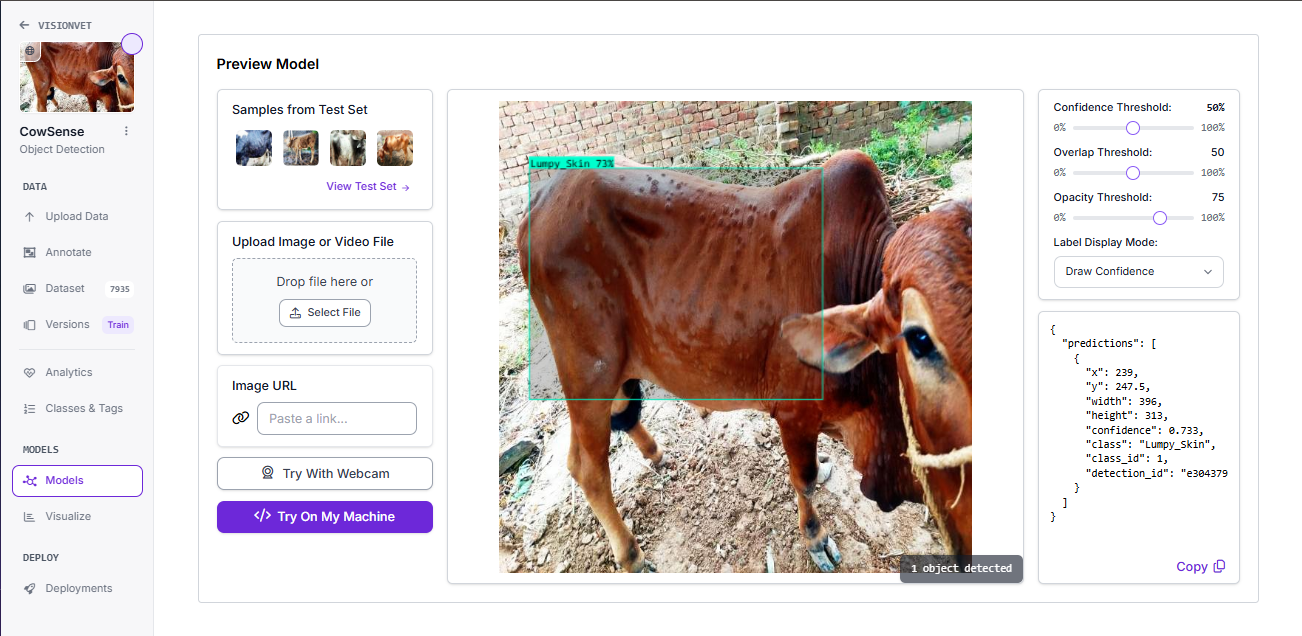 VISIONVET
CowSense
Object Detection
DATA
Upload Data
Annotate
Dataset 7935
Versions Train
Analytics
Classes & Tags
MODELS
Models
Visualize
DEPLOY
Deployments
Preview Model
Samples from Test Set
View Test Set →
Upload Image or Video File
Drop file here or
Select File
Image URL
Paste a link...
Try With Webcam
</> Try On My Machine
Lumpy_Skin 73%
1 object detected
Confidence Threshold: 50%
0% 100%
Overlap Threshold: 50
0% 100%
Opacity Threshold: 75
0% 100%
Label Display Mode:
Draw Confidence
{
"predictions": [
{
"x": 239,
"y": 247.5,
"width": 396,
"height": 313,
"confidence": 0.733,
"class": "Lumpy_Skin",
"class_id": 1,
"detection_id": "e304379
}
]
}
Copy